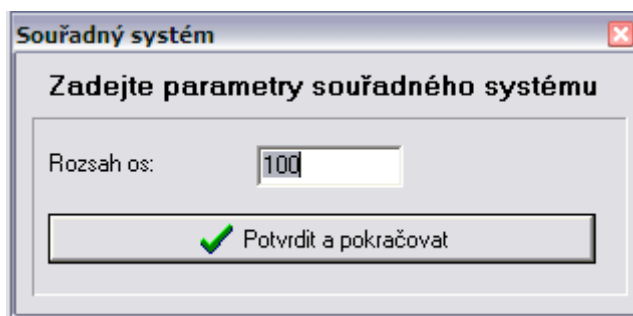 Souřadný systém
Zadejte parametry souřadného systému
Rozsah os:
100
Potvrdit a pokračovat